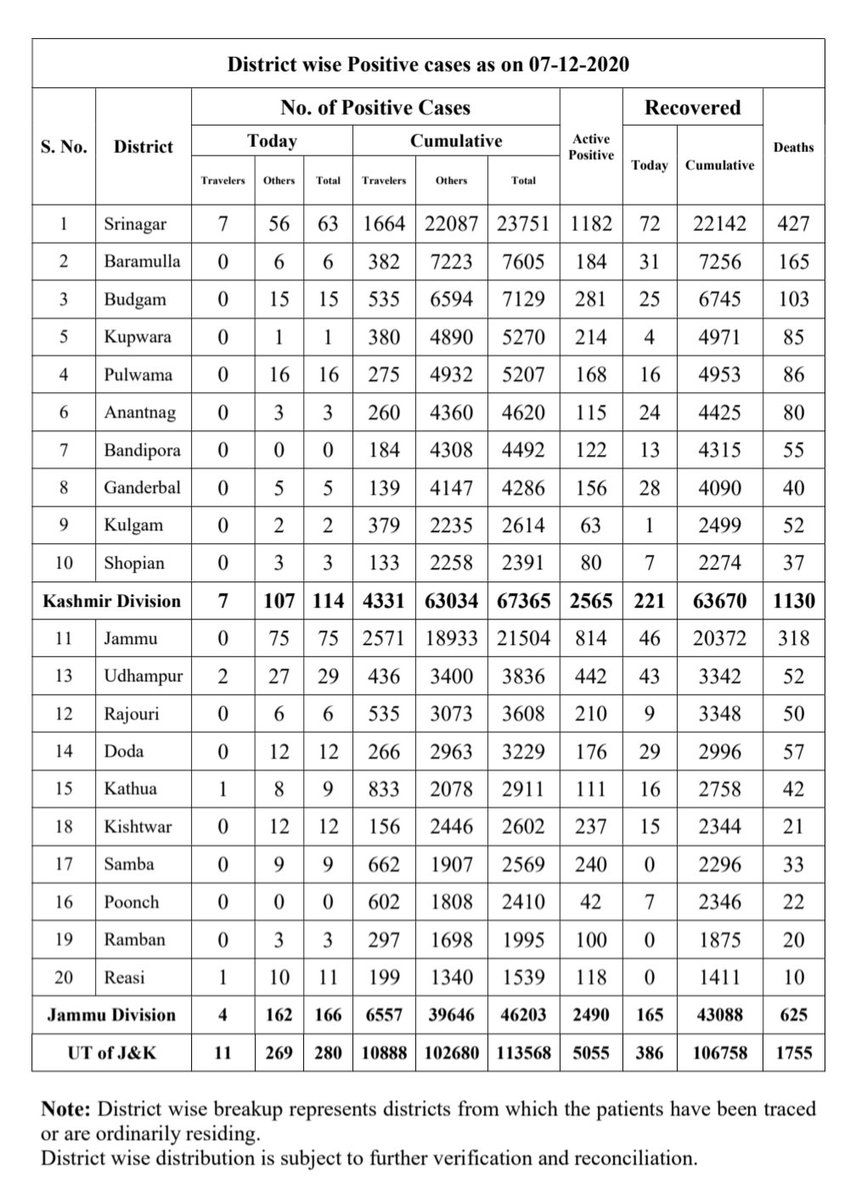 District wise Positive cases as on 07-12-2020
S. No. District No. of Positive Cases Active Positive Recovered Deaths
Today Cumulative Today Cumulative
Travelers Others Total Travelers Others Total
1 Srinagar 7 56 63 1664 22087 23751 1182 72 22142 427
2 Baramulla 0 6 6 382 7223 7605 184 31 7256 165
3 Budgam 0 15 15 535 6594 7129 281 25 6745 103
5 Kupwara 0 1 1 380 4890 5270 214 4 4971 85
4 Pulwama 0 16 16 275 4932 5207 168 16 4953 86
6 Anantnag 0 3 3 260 4360 4620 115 24 4425 80
7 Bandipora 0 0 0 184 4308 4492 122 13 4315 55
8 Ganderbal 0 5 5 139 4147 4286 156 28 4090 40
9 Kulgam 0 2 2 379 2235 2614 63 1 2499 52
10 Shopian 0 3 3 133 2258 2391 80 7 2274 37
Kashmir Division 7 107 114 4331 63034 67365 2565 221 63670 1130
11 Jammu 0 75 75 2571 18933 21504 814 46 20372 318
13 Udhampur 2 27 29 436 3400 3836 442 43 3342 52
12 Rajouri 0 6 6 535 3073 3608 210 9 3348 50
14 Doda 0 12 12 266 2963 3229 176 29 2996 57
15 Kathua 1 8 9 833 2078 2911 111 16 2758 42
18 Kishtwar 0 12 12 156 2446 2602 237 15 2344 21
17 Samba 0 9 9 662 1907 2569 240 0 2296 33
16 Poonch 0 0 0 602 1808 2410 42 7 2346 22
19 Ramban 0 3 3 297 1698 1995 100 0 1875 20
20 Reasi 1 10 11 199 1340 1539 118 0 1411 10
Jammu Division 4 162 166 6557 39646 46203 2490 165 43088 625
UT of J&K 11 269 280 10888 102680 113568 5055 386 106758 1755
Note: District wise breakup represents districts from which the patients have been traced
or are ordinarily residing.
District wise distribution is subject to further verification and reconciliation.